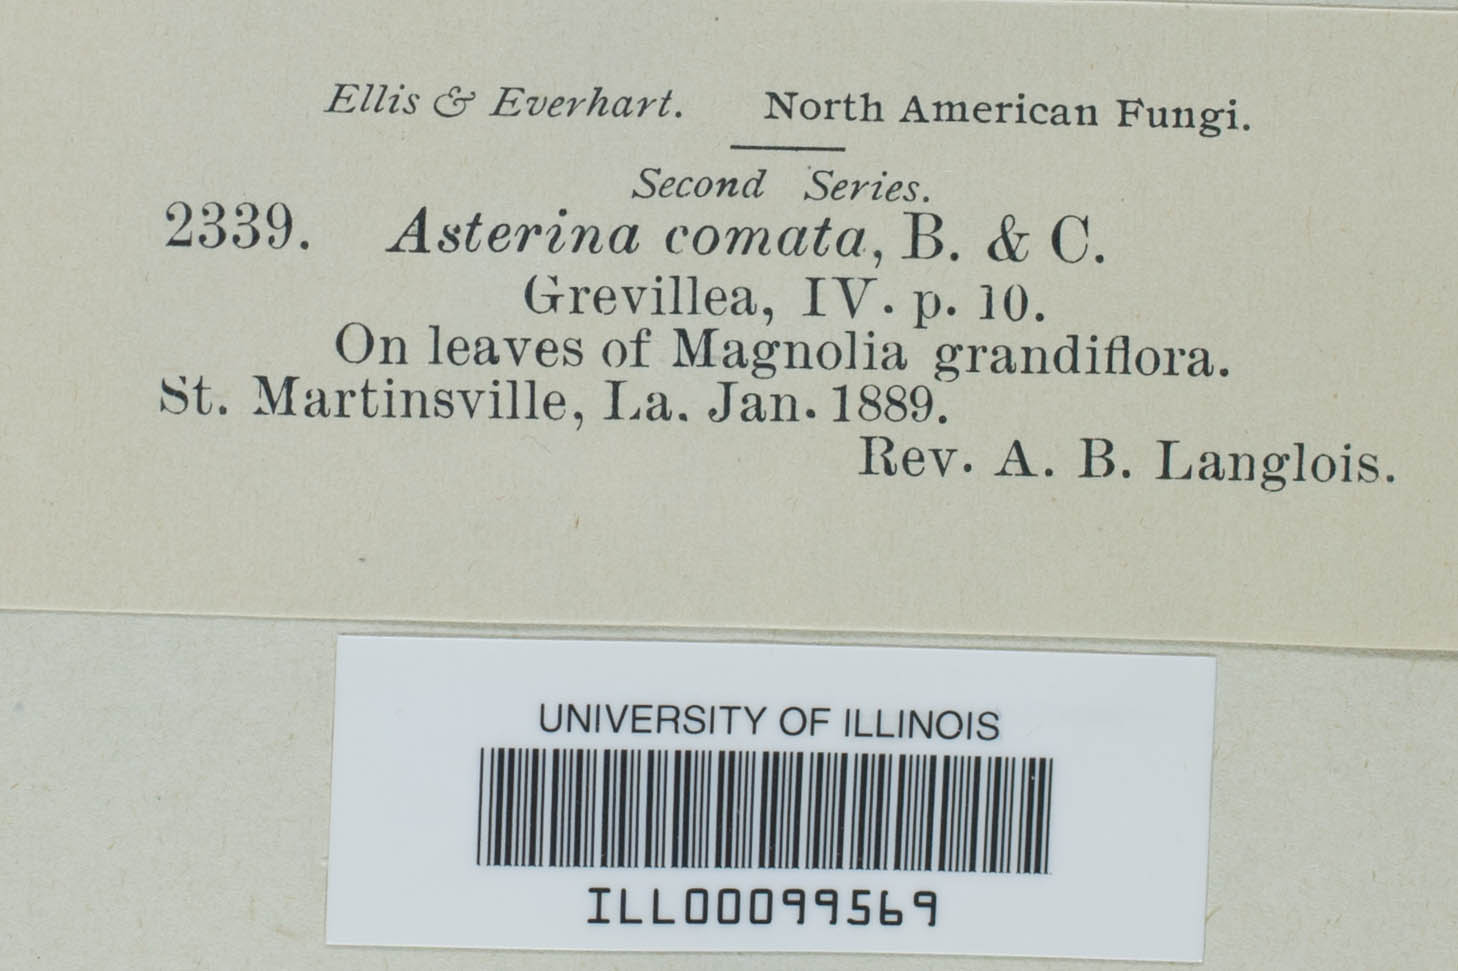 Ellis & Everhart. North American Fungi.
Second Series.
2339. Asterina comata, B. & C.
Grevillea, IV. p. 10.
On leaves of Magnolia grandiflora.
St. Martinsville, La. Jan. 1889.
Rev. A. B. Langlois.
UNIVERSITY OF ILLINOIS
ILL00099569